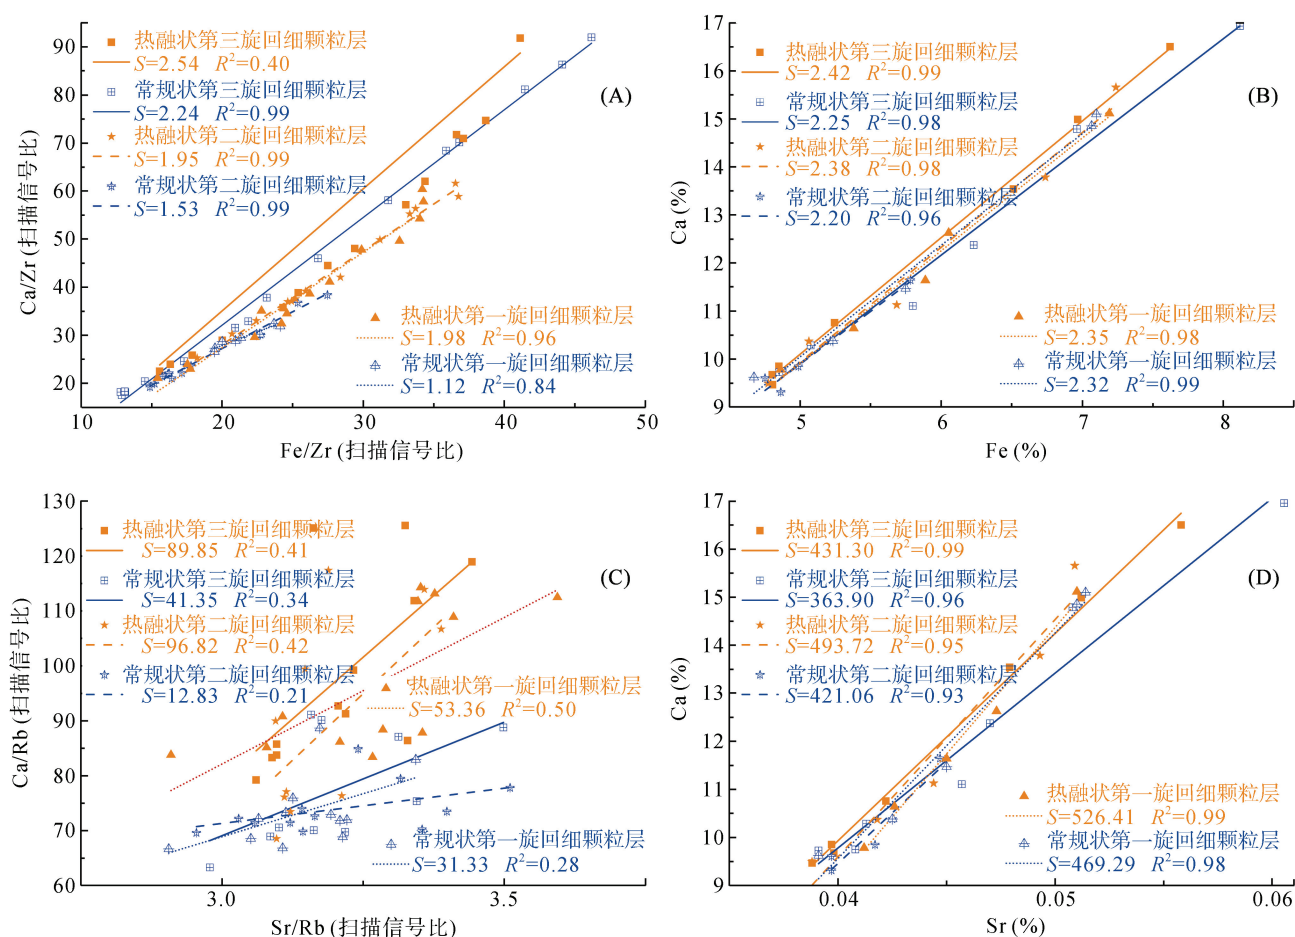 (A)
90
80
70
60
50
40
30
20
10
20
30
40
50
Ca/Zr (扫描信号比)
Fe/Zr (扫描信号比)
热融状第三旋回细颗粒层
S=2.54 R²=0.40
常规状第三旋回细颗粒层
S=2.24 R²=0.99
热融状第二旋回细颗粒层
S=1.95 R²=0.99
常规状第二旋回细颗粒层
S=1.53 R²=0.99
热融状第一旋回细颗粒层
S=1.98 R²=0.96
常规状第一旋回细颗粒层
S=1.12 R²=0.84
(B)
17
16
15
14
13
12
11
10
9
5
6
7
8
Ca (%)
Fe (%)
热融状第三旋回细颗粒层
S=2.42 R²=0.99
常规状第三旋回细颗粒层
S=2.25 R²=0.98
热融状第二旋回细颗粒层
S=2.38 R²=0.98
常规状第二旋回细颗粒层
S=2.20 R²=0.96
热融状第一旋回细颗粒层
S=2.35 R²=0.98
常规状第一旋回细颗粒层
S=2.32 R²=0.99
(C)
130
120
110
100
90
80
70
60
3.0
3.5
Ca/Rb (扫描信号比)
Sr/Rb (扫描信号比)
热融状第三旋回细颗粒层
S=89.85 R²=0.41
常规状第三旋回细颗粒层
S=41.35 R²=0.34
热融状第二旋回细颗粒层
S=96.82 R²=0.42
常规状第二旋回细颗粒层
S=12.83 R²=0.21
热融状第一旋回细颗粒层
S=53.36 R²=0.50
常规状第一旋回细颗粒层
S=31.33 R²=0.28
(D)
17
16
15
14
13
12
11
10
9
0.04
0.05
0.06
Ca (%)
Sr (%)
热融状第三旋回细颗粒层
S=431.30 R²=0.99
常规状第三旋回细颗粒层
S=363.90 R²=0.96
热融状第二旋回细颗粒层
S=493.72 R²=0.95
常规状第二旋回细颗粒层
S=421.06 R²=0.93
热融状第一旋回细颗粒层
S=526.41 R²=0.99
常规状第一旋回细颗粒层
S=469.29 R²=0.98